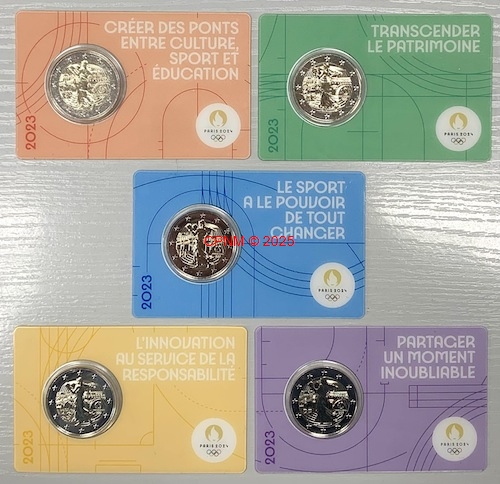 CRÉER DES PONTS
ENTRE CULTURE,
SPORT ET
ÉDUCATION
2023
PARIS 2024
TRANSCENDER
LE PATRIMOINE
2023
PARIS 2024
LE SPORT
A LE POUVOIR
DE TOUT
CHANGER
2023
PARIS 2024
L'INNOVATION
AU SERVICE DE LA
RESPONSABILITÉ
2023
PARIS 2024
PARTAGER
UN MOMENT
INOUBLIABLE
2023
PARIS 2024